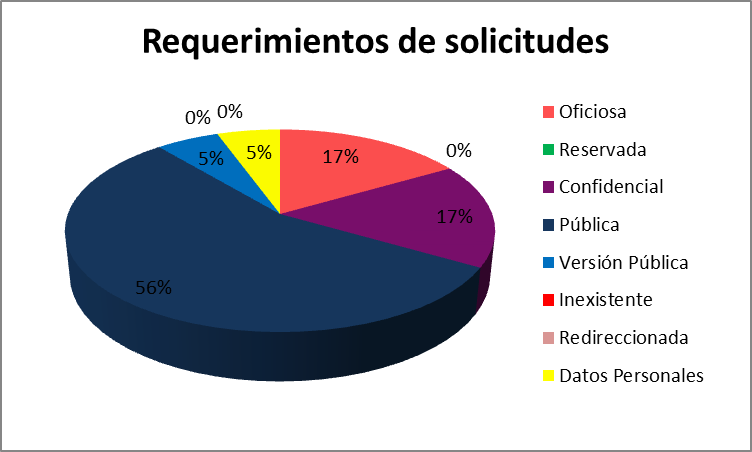 Requerimientos de solicitudes
0%
0%
5%
5%
17%
0%
17%
56%
Oficiosa
Reservada
Confidencial
Pública
Versión Pública
Inexistente
Redireccionada
Datos Personales